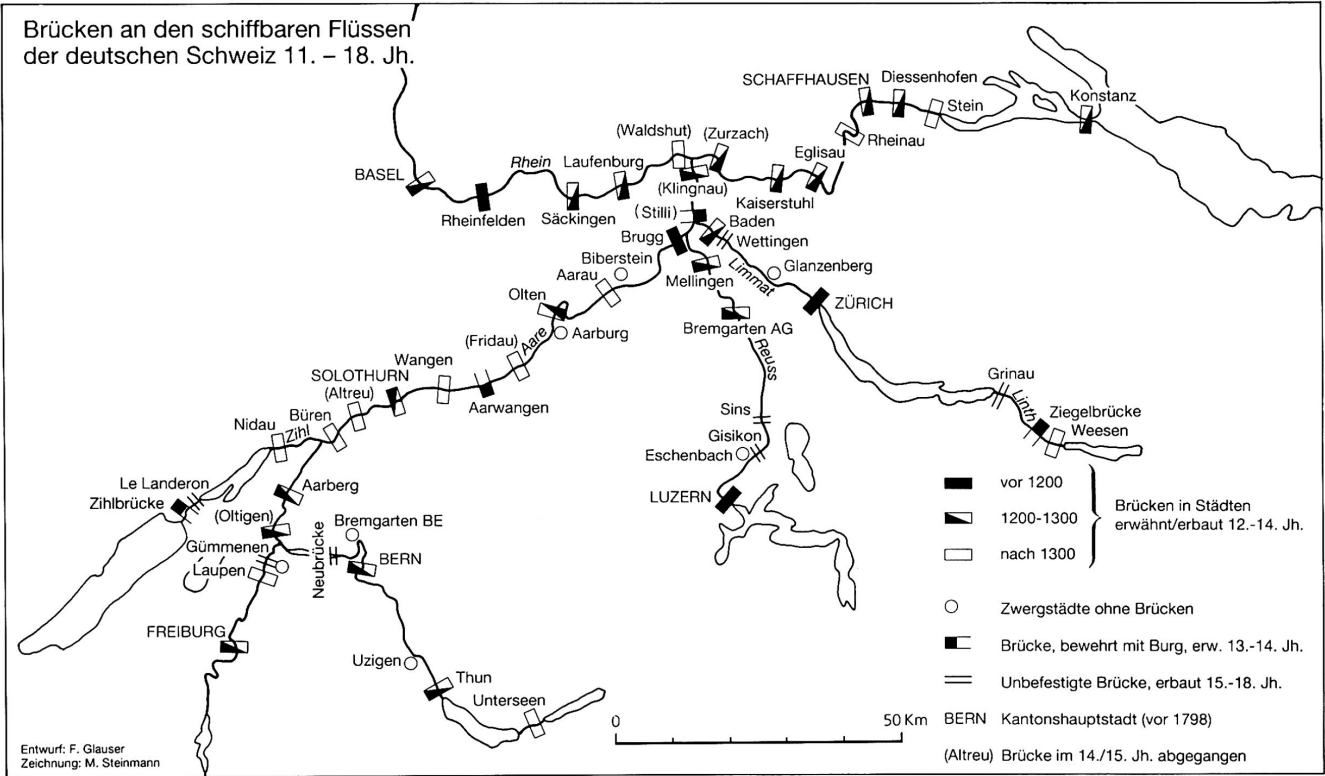 Brücken an den schiffbaren Flüssen
der deutschen Schweiz 11. – 18. Jh.
SCHAFFHAUSEN
Diessenhofen
Konstanz
Stein
Rheinau
(Waldshut)
(Zurzach)
Eglisau
Rhein
Laufenburg
BASEL
(Klingnau)
Kaiserstuhl
Rheinfelden
Säckingen
(Stilli)
Baden
Brugg
Wettingen
Biberstein
Glanzenberg
Aarau
Mellingen
Limmat
Olten
ZÜRICH
Aarburg
Bremgarten AG
(Fridau)
Aare
Reuss
Wangen
SOLOTHURN
(Altreu)
Aarwangen
Grinau
Linth
Büren
Nidau
Zihl
Sins
Ziegelbrücke
Weesen
Gisikon
Eschenbach
Le Landeron
Zihlbrücke
Aarberg
LUZERN
(Oltigen)
Bremgarten BE
Gümmenen
Neubrücke
Laupen
BERN
FREIBURG
Uzigen
Thun
Unterseen
vor 1200
1200-1300
nach 1300
Brücken in Städten
erwähnt/erbaut 12.-14. Jh.
Zwergstädte ohne Brücken
Brücke, bewehrt mit Burg, erw. 13.-14. Jh.
Unbefestigte Brücke, erbaut 15.-18. Jh.
BERN Kantonshauptstadt (vor 1798)
(Altreu) Brücke im 14./15. Jh. abgegangen
0 50 Km
Entwurf: F. Glauser
Zeichnung: M. Steinmann